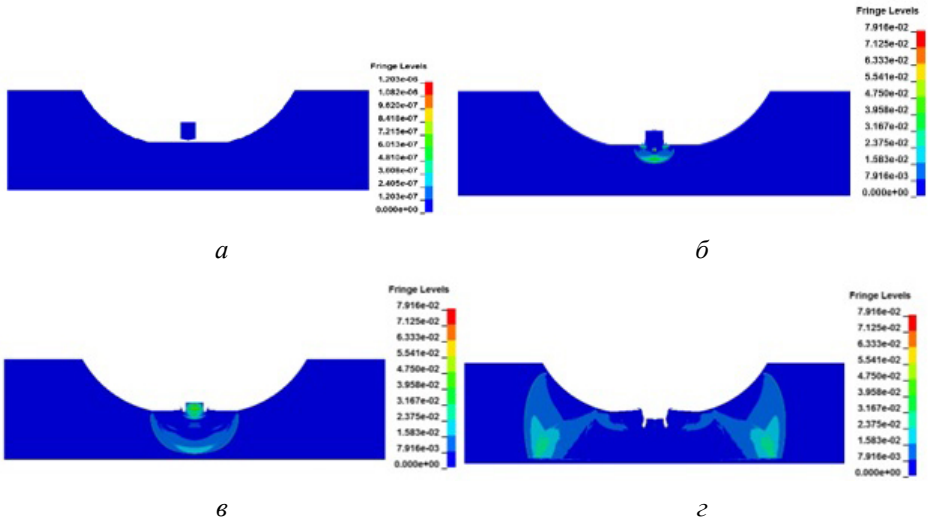 Fringe Levels
1.203e-06
1.082e-06
9.620e-07
8.418e-07
7.215e-07
6.013e-07
4.810e-07
3.608e-07
2.405e-07
1.203e-07
0.000e+00
а
Fringe Levels
7.916e-02
7.125e-02
6.333e-02
5.541e-02
4.750e-02
3.958e-02
3.167e-02
2.375e-02
1.583e-02
7.916e-03
0.000e+00
б
Fringe Levels
7.916e-02
7.125e-02
6.333e-02
5.541e-02
4.750e-02
3.958e-02
3.167e-02
2.375e-02
1.583e-02
7.916e-03
0.000e+00
в
Fringe Levels
7.916e-02
7.125e-02
6.333e-02
5.541e-02
4.750e-02
3.958e-02
3.167e-02
2.375e-02
1.583e-02
7.916e-03
0.000e+00
г